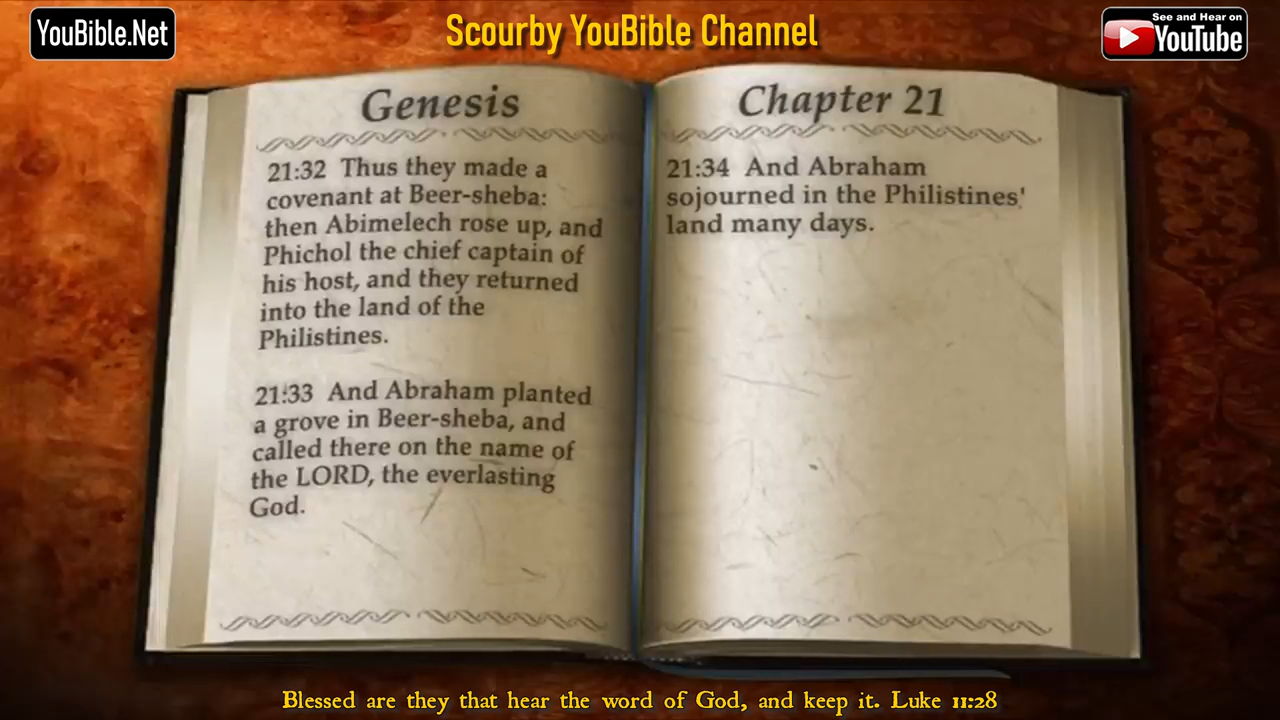 YouBible.Net
Scourby YouBible Channel
See and Hear on
YouTube
Genesis
21:32 Thus they made a
covenant at Beer-sheba:
then Abimelech rose up, and
Phichol the chief captain of
his host, and they returned
into the land of the
Philistines.
21:33 And Abraham planted
a grove in Beer-sheba, and
called there on the name of
the LORD, the everlasting
God.
Chapter 21
21:34 And Abraham
sojourned in the Philistines'
land many days.
Blessed are they that hear the word of God, and keep it. Luke 11:28